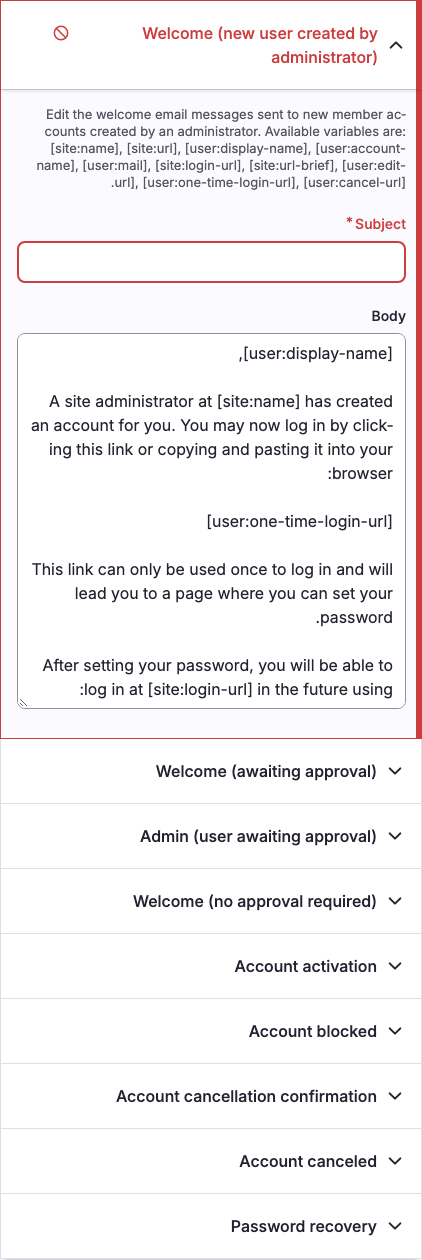 Welcome (new user created by
administrator)
Edit the welcome email messages sent to new member ac-
counts created by an administrator. Available variables are:
[site:name], [site:url], [user:display-name], [user:account-
name], [user:mail], [site:login-url], [site:url-brief], [user:edit-
.url], [user:one-time-login-url], [user:cancel-url]
* Subject
Body
,[user:display-name]
A site administrator at [site:name] has created
an account for you. You may now log in by click-
ing this link or copying and pasting it into your
:browser
[user:one-time-login-url]
This link can only be used once to log in and will
lead you to a page where you can set your
.password
After setting your password, you will be able to
:log in at [site:login-url] in the future using
Welcome (awaiting approval)
Admin (user awaiting approval)
Welcome (no approval required)
Account activation
Account blocked
Account cancellation confirmation
Account canceled
Password recovery